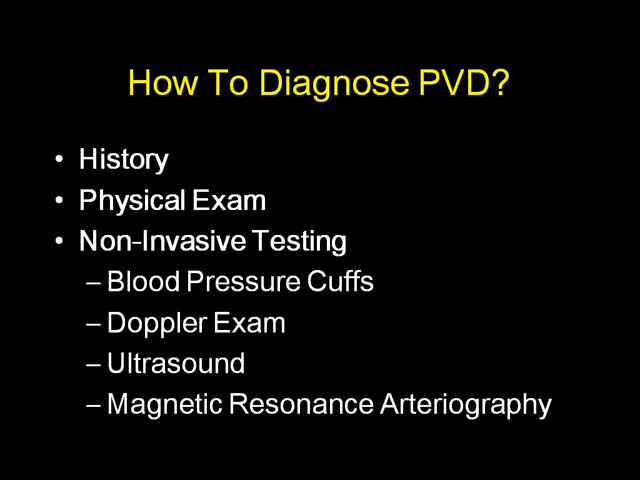 How To Diagnose PVD?
• History
• Physical Exam
• Non-Invasive Testing
– Blood Pressure Cuffs
– Doppler Exam
– Ultrasound
– Magnetic Resonance Arteriography